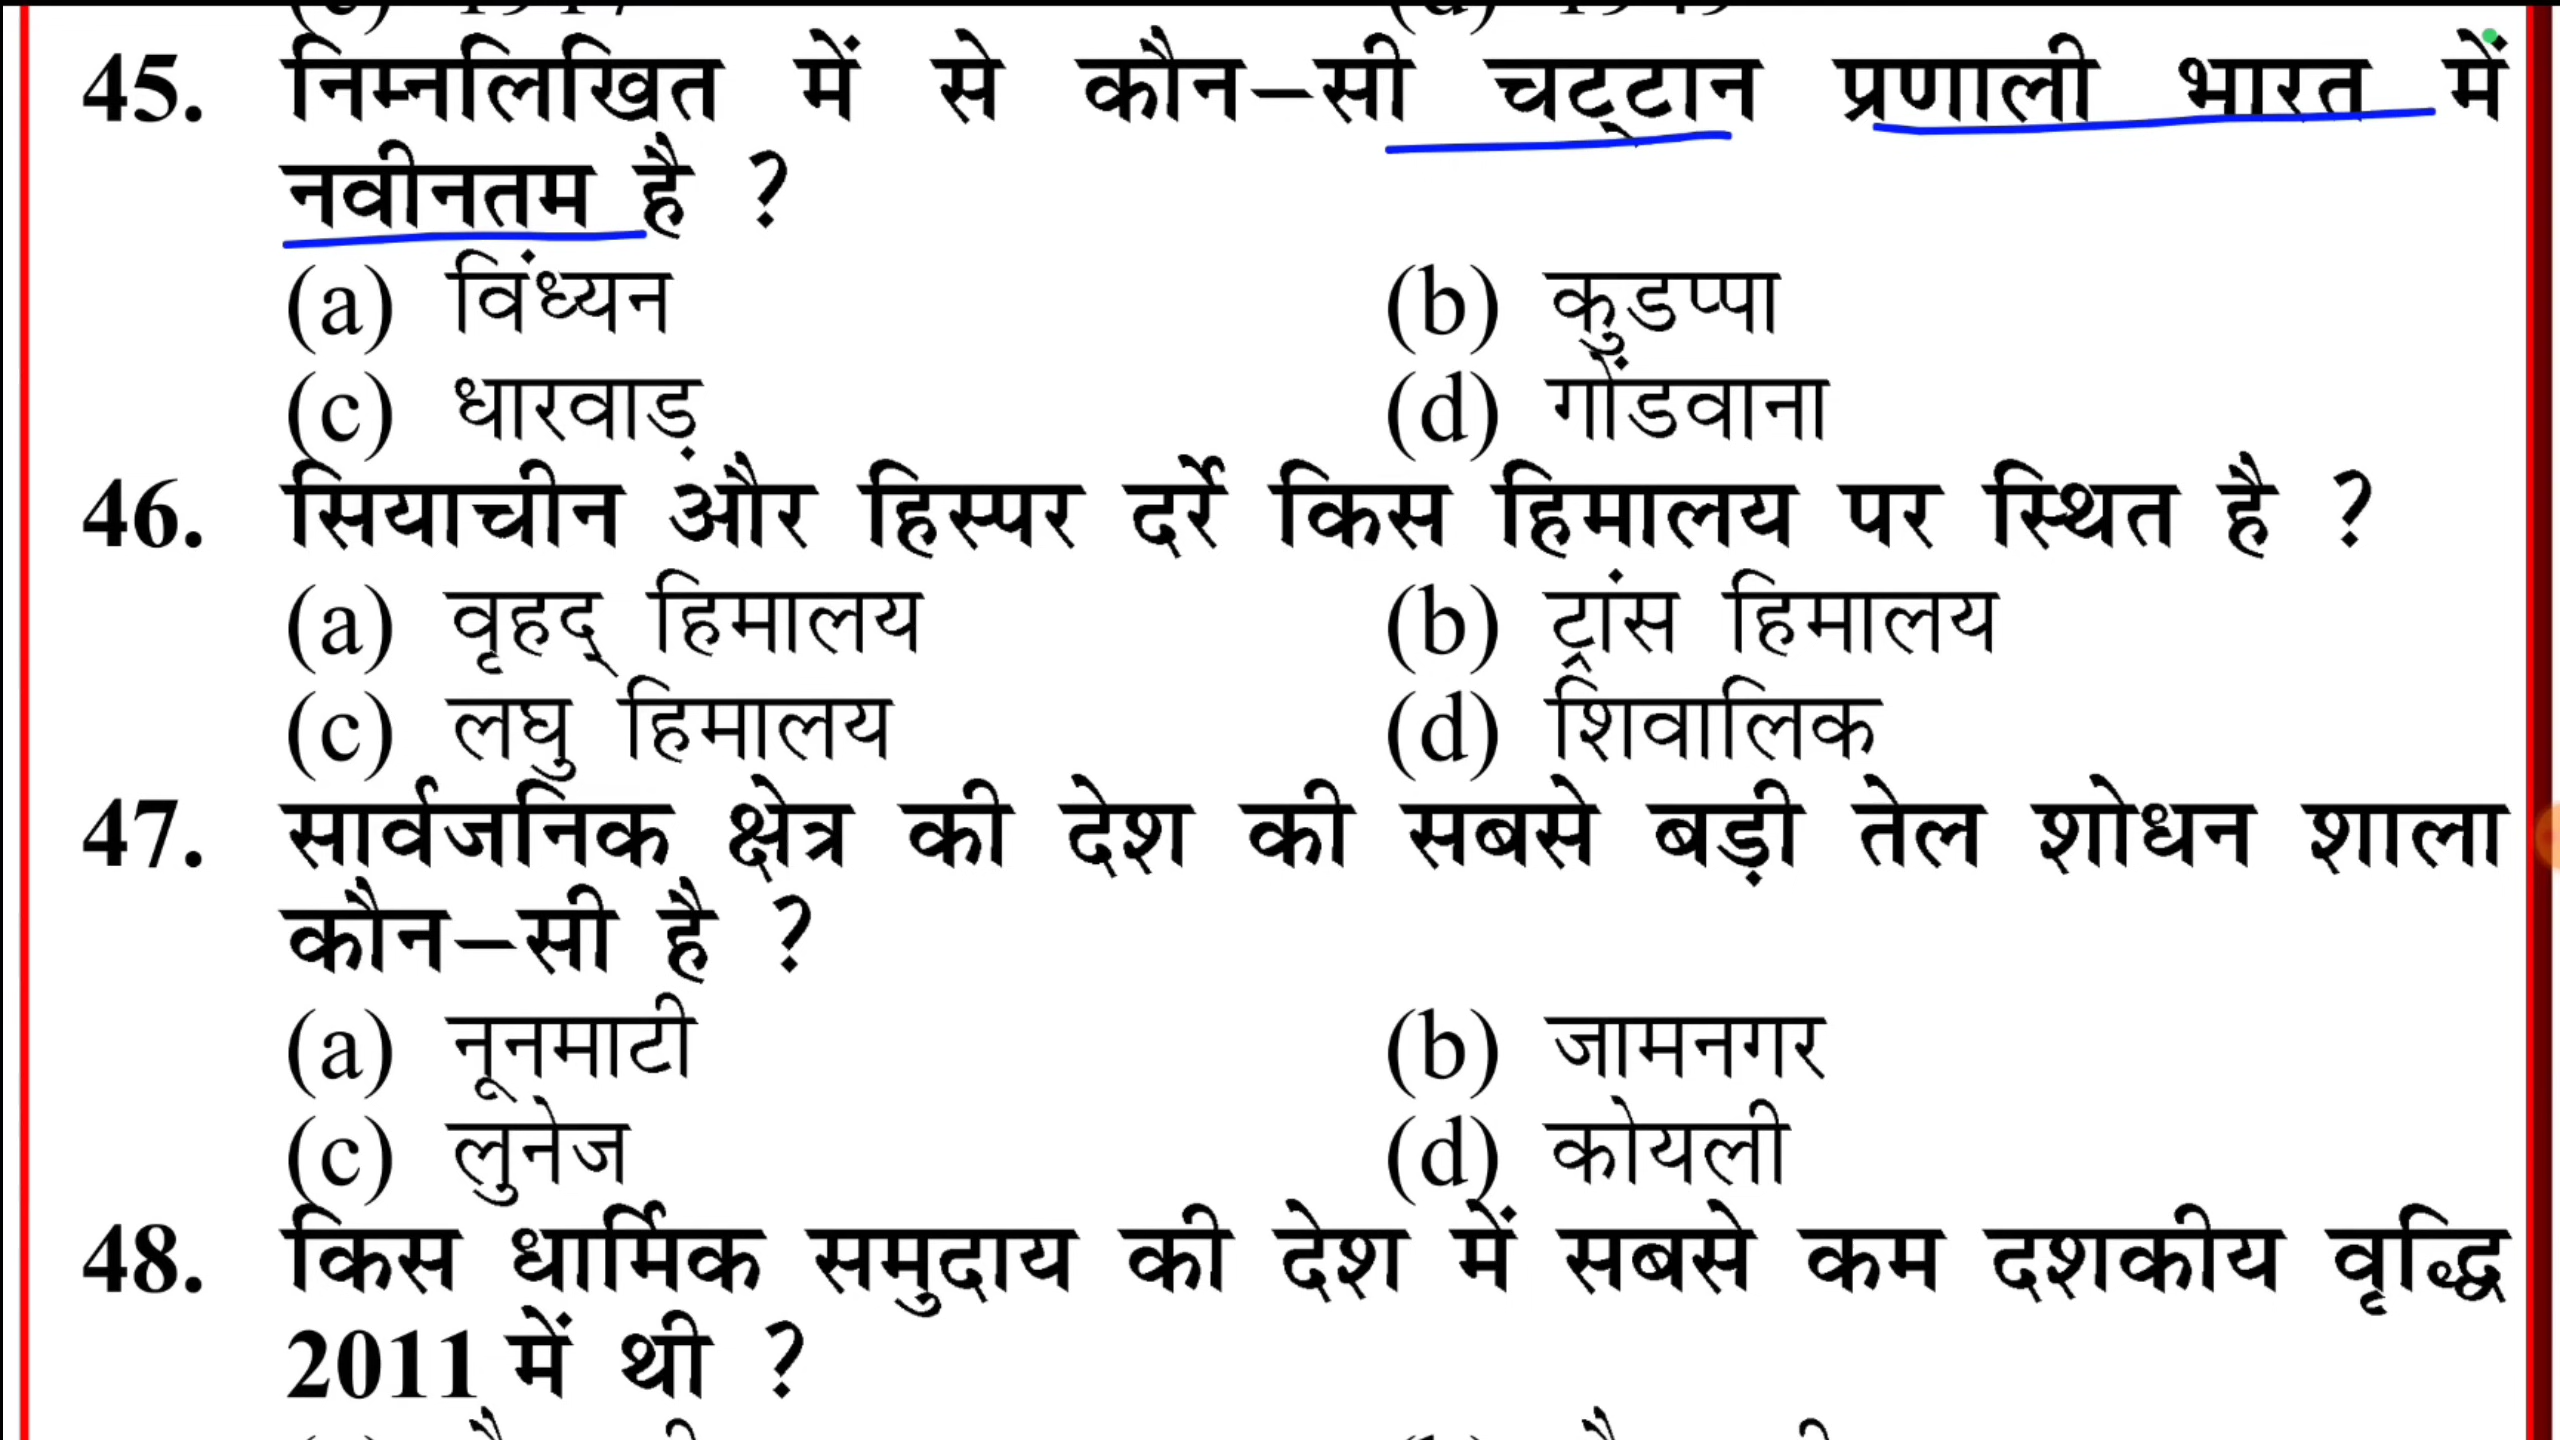 45. निम्नलिखित में से कौन–सी चट्टान प्रणाली भारत में
नवीनतम है ?
(a) विंध्यन (b) कुडप्पा
(c) धारवाड़ (d) गोंडवाना
46. सियाचीन और हिस्पर दर्रे किस हिमालय पर स्थित है ?
(a) वृहद् हिमालय (b) ट्रांस हिमालय
(c) लघु हिमालय (d) शिवालिक
47. सार्वजनिक क्षेत्र की देश की सबसे बड़ी तेल शोधन शाला
कौन–सी है ?
(a) नूनमाटी (b) जामनगर
(c) लुनेज (d) कोयली
48. किस धार्मिक समुदाय की देश में सबसे कम दशकीय वृद्धि
2011 में थी ?